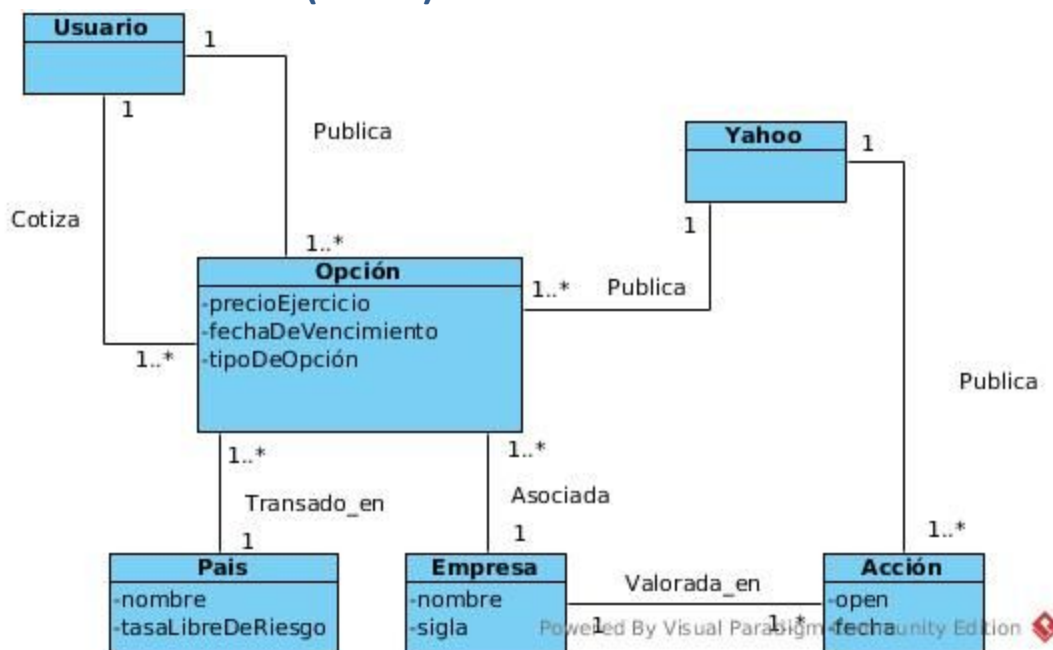 Usuario
1
1
Publica
Yahoo
1
Cotiza
1
1..*
Opción
-precioEjercicio
-fechaDeVencimiento
-tipoDeOpción
1..*
Publica
1..*
Publica
1..*
1..*
Transado_en
Asociada
1
1
1..*
Pais
-nombre
-tasaLibreDeRiesgo
Empresa
-nombre
-sigla
Valorada_en
1
1..*
Acción
-open
-fecha
Powered By Visual Paradigm Community Edition